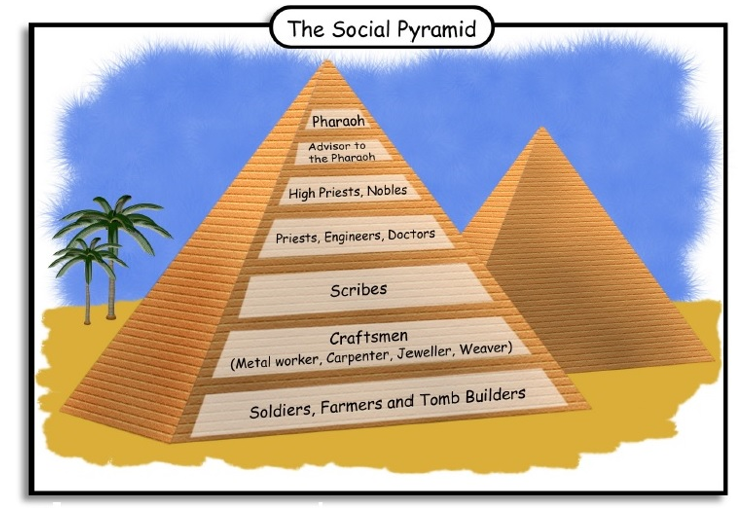 The Social Pyramid
Pharaoh
Advisor to
the Pharaoh
High Priests, Nobles
Priests, Engineers, Doctors
Scribes
Craftsmen
(Metal worker, Carpenter, Jeweller, Weaver)
Soldiers, Farmers and Tomb Builders